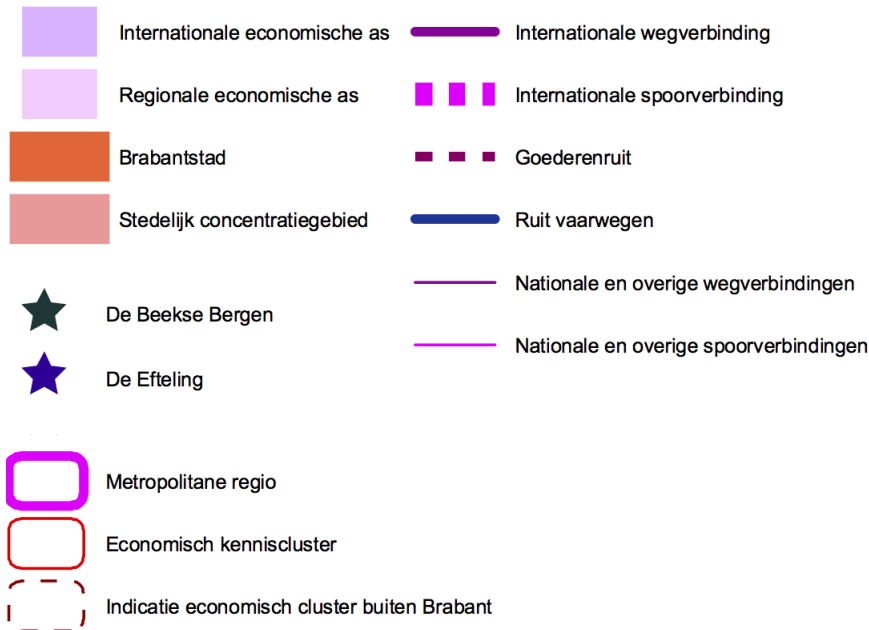 Internationale economische as
Regionale economische as
Brabantstad
Stedelijk concentratiegebied
De Beekse Bergen
De Efteling
Metropolitane regio
Economisch kenniscluster
Indicatie economisch cluster buiten Brabant
Internationale wegverbinding
Internationale spoorverbinding
Goederenruit
Ruit vaarwegen
Nationale en overige wegverbindingen
Nationale en overige spoorverbindingen